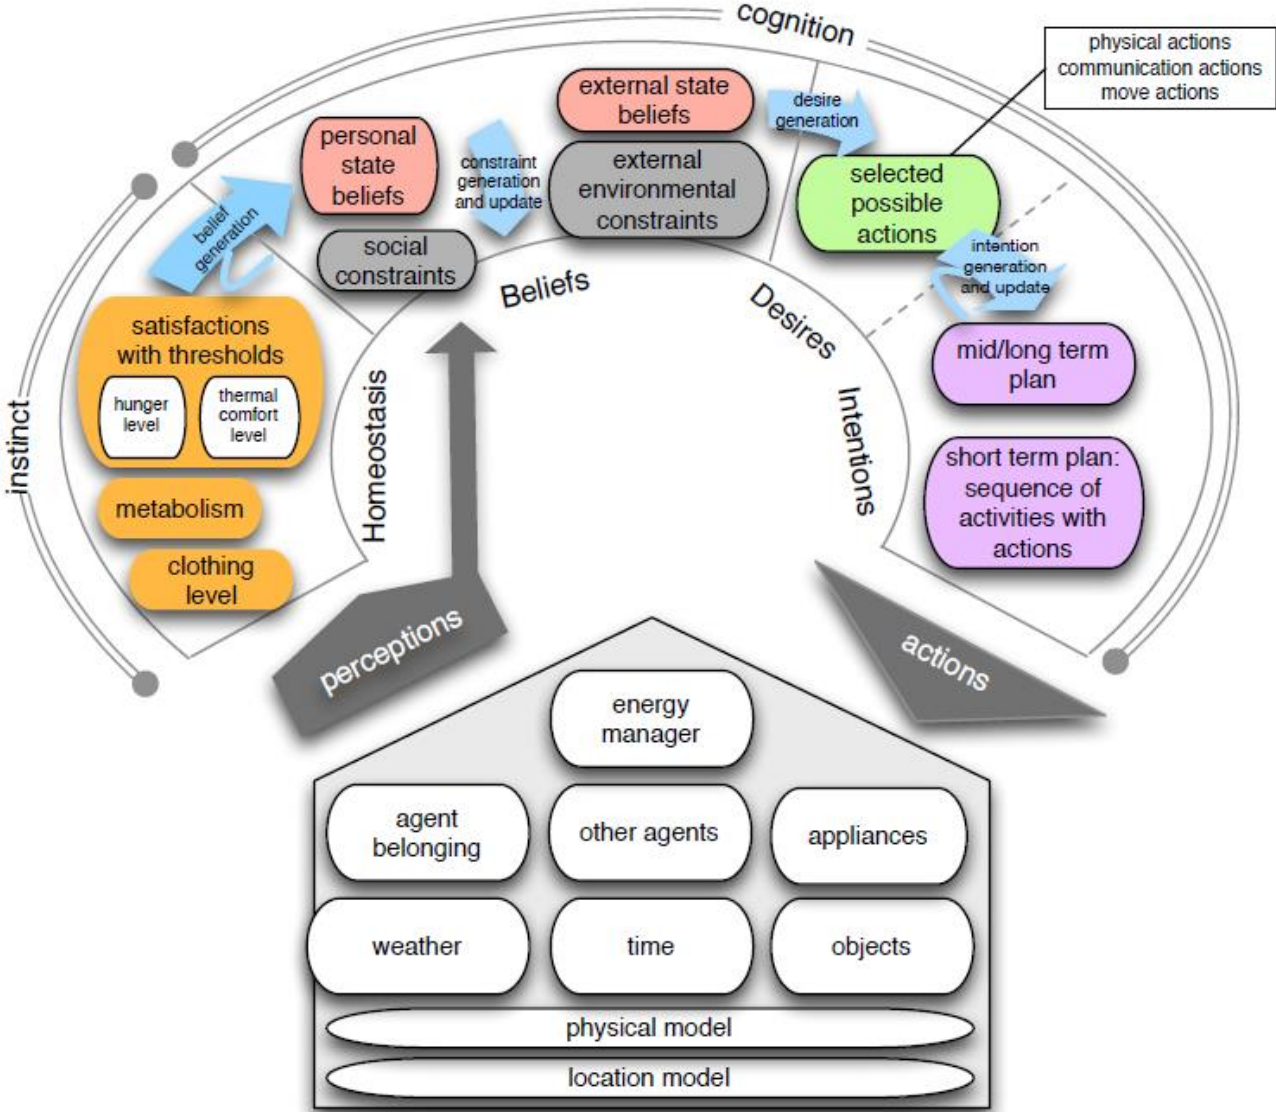 cognition
physical actions
communication actions
move actions
external state
beliefs
desire
generation
personal
state
beliefs
constraint
generation
and update
external
environmental
constraints
selected
possible
actions
belief
generation
social
constraints
intention
generation
and update
Beliefs
Desires
satisfactions
with thresholds
hunger
level
thermal
comfort
level
mid/long term
plan
instinct
Homeostasis
Intentions
short term plan:
sequence of
activities with
actions
metabolism
clothing
level
perceptions
actions
energy
manager
agent
belonging
other agents
appliances
weather
time
objects
physical model
location model